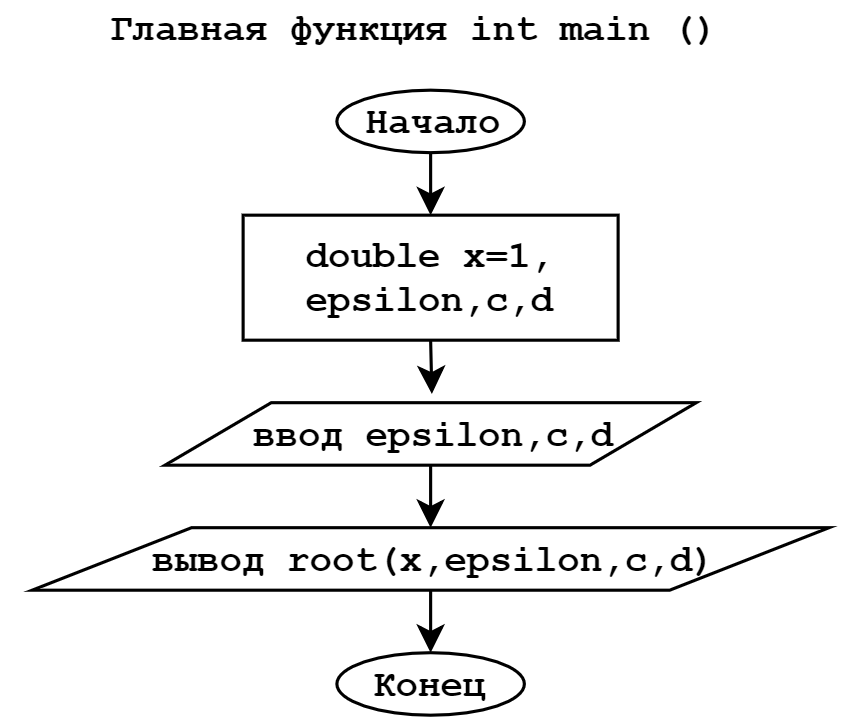 Главная функция int main ()
Начало
double x=1,
epsilon,c,d
ввод epsilon,c,d
вывод root(x,epsilon,c,d)
Конец